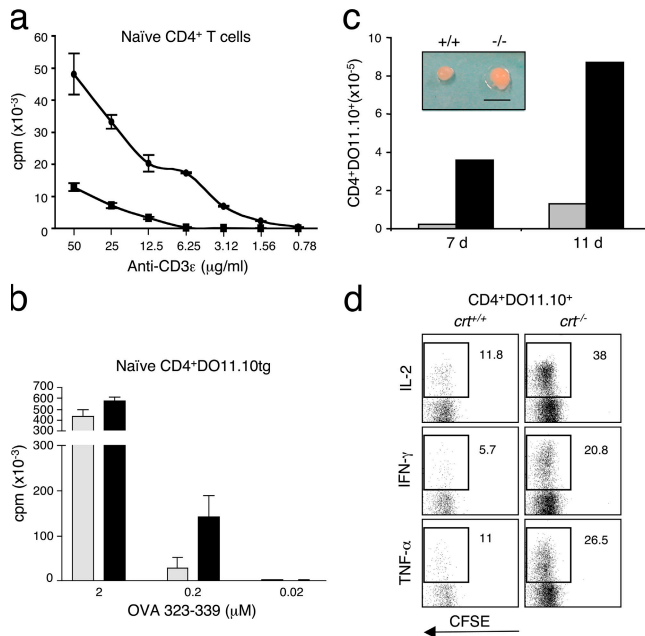 a
Naïve CD4⁺ T cells
cpm (x10⁻³)
60
50
40
30
20
10
0
50 25 12.5 6.25 3.12 1.56 0.78
Anti-CD3ε (µg/ml)
b
Naïve CD4⁺DO11.10tg
cpm (x10⁻³)
700
600
500
400
300
300
200
100
0
2 0.2 0.02
OVA 323-339 (µM)
c
CD4⁺DO11.10⁺(x10⁻⁵)
10
8
6
4
2
0
+/+ -/-
7 d 11 d
d
CD4⁺DO11.10⁺
crt⁺/⁺ crt⁻/⁻
IL-2
11.8 38
IFN-γ
5.7 20.8
TNF-α
11 26.5
CFSE